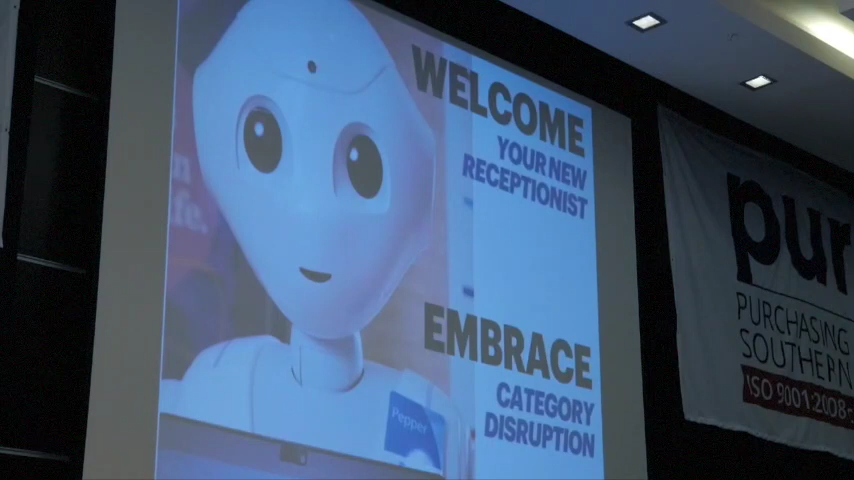 WELCOME
YOUR NEW
RECEPTIONIST
EMBRACE
CATEGORY
DISRUPTION
Pepper
pur
PURCHASING
SOUTHERN
ISO 9001:2008